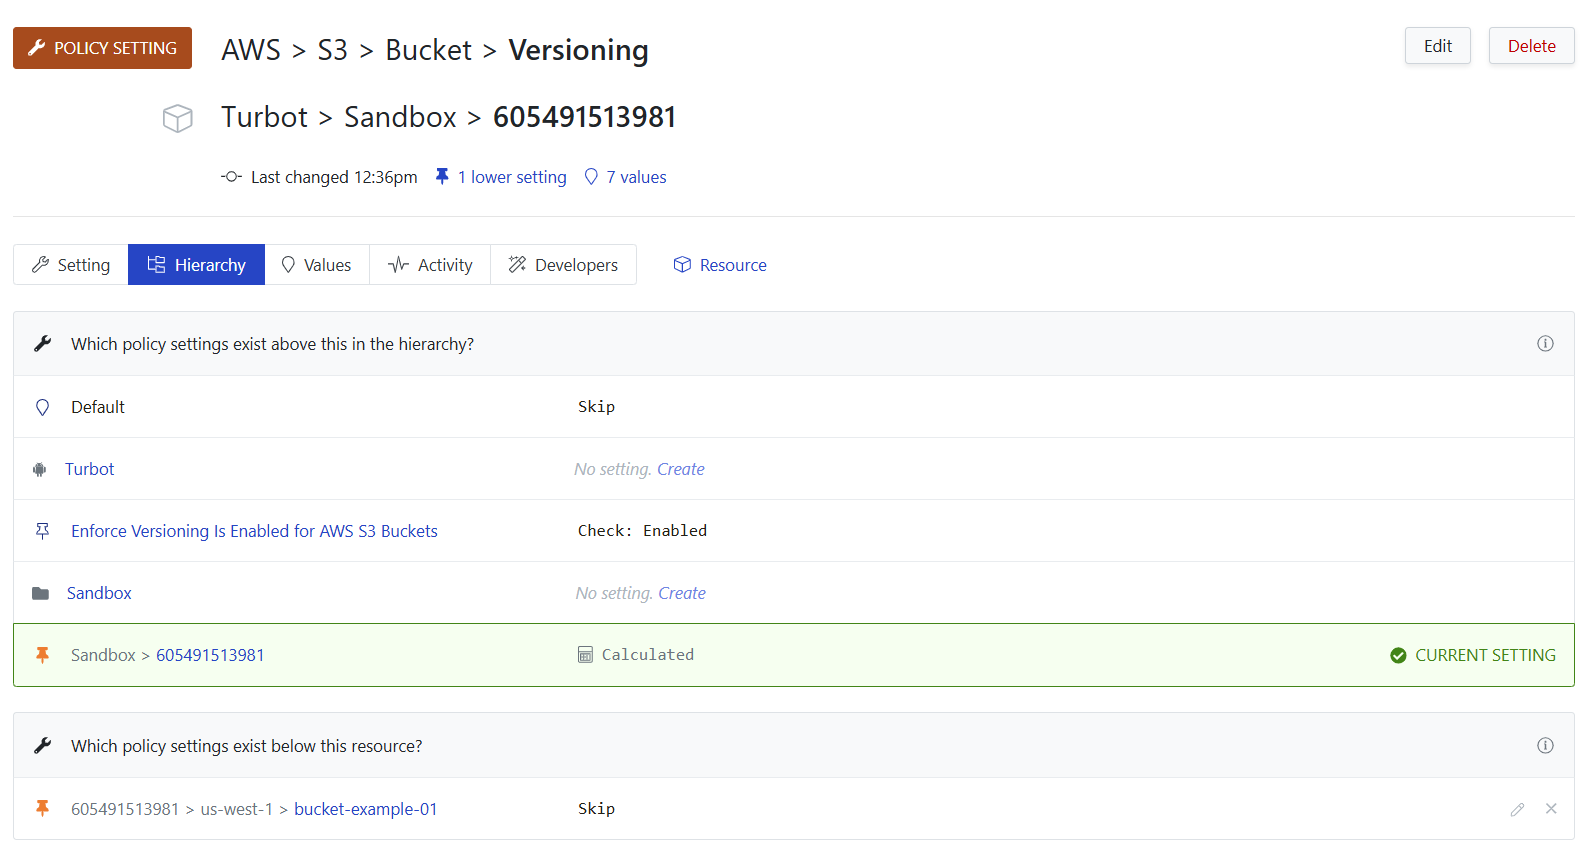 POLICY SETTING
AWS > S3 > Bucket > Versioning
Edit
Delete
Turbot > Sandbox > 605491513981
Last changed 12:36pm
1 lower setting
7 values
Setting
Hierarchy
Values
Activity
Developers
Resource
Which policy settings exist above this in the hierarchy?
Default
Skip
Turbot
No setting. Create
Enforce Versioning Is Enabled for AWS S3 Buckets
Check: Enabled
Sandbox
No setting. Create
Sandbox > 605491513981
Calculated
CURRENT SETTING
Which policy settings exist below this resource?
605491513981 > us-west-1 > bucket-example-01
Skip